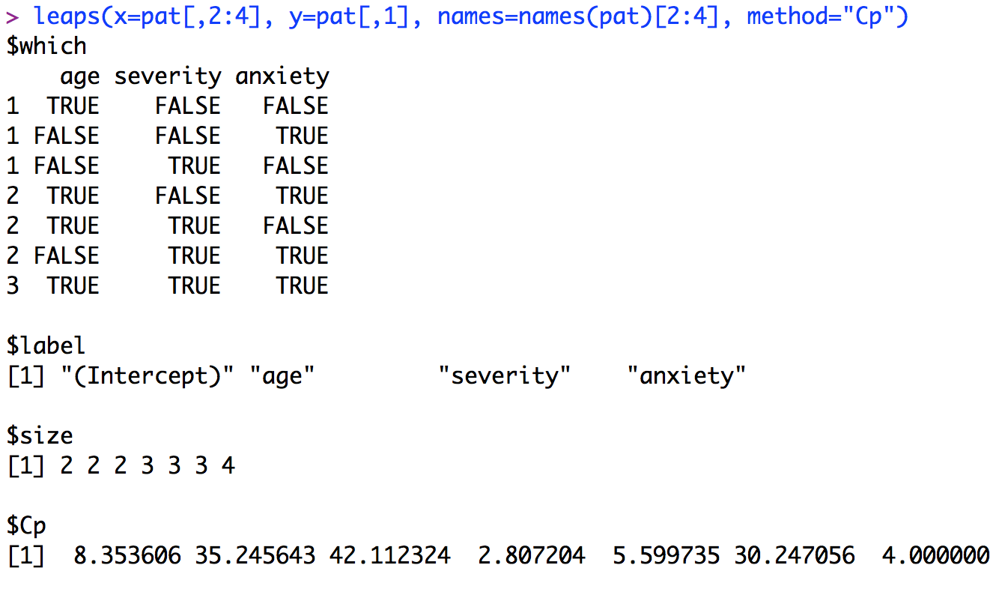 > leaps(x=pat[,2:4], y=pat[,1], names=names(pat)[2:4], method="Cp")
$which
    age severity anxiety
1  TRUE    FALSE   FALSE
1 FALSE    FALSE    TRUE
1 FALSE     TRUE   FALSE
2  TRUE    FALSE    TRUE
2  TRUE     TRUE   FALSE
2 FALSE     TRUE    TRUE
3  TRUE     TRUE    TRUE
$label
[1] "(Intercept)" "age"         "severity"    "anxiety"
$size
[1] 2 2 2 3 3 3 4
$Cp
[1]  8.353606 35.245643 42.112324  2.807204  5.599735 30.247056  4.000000